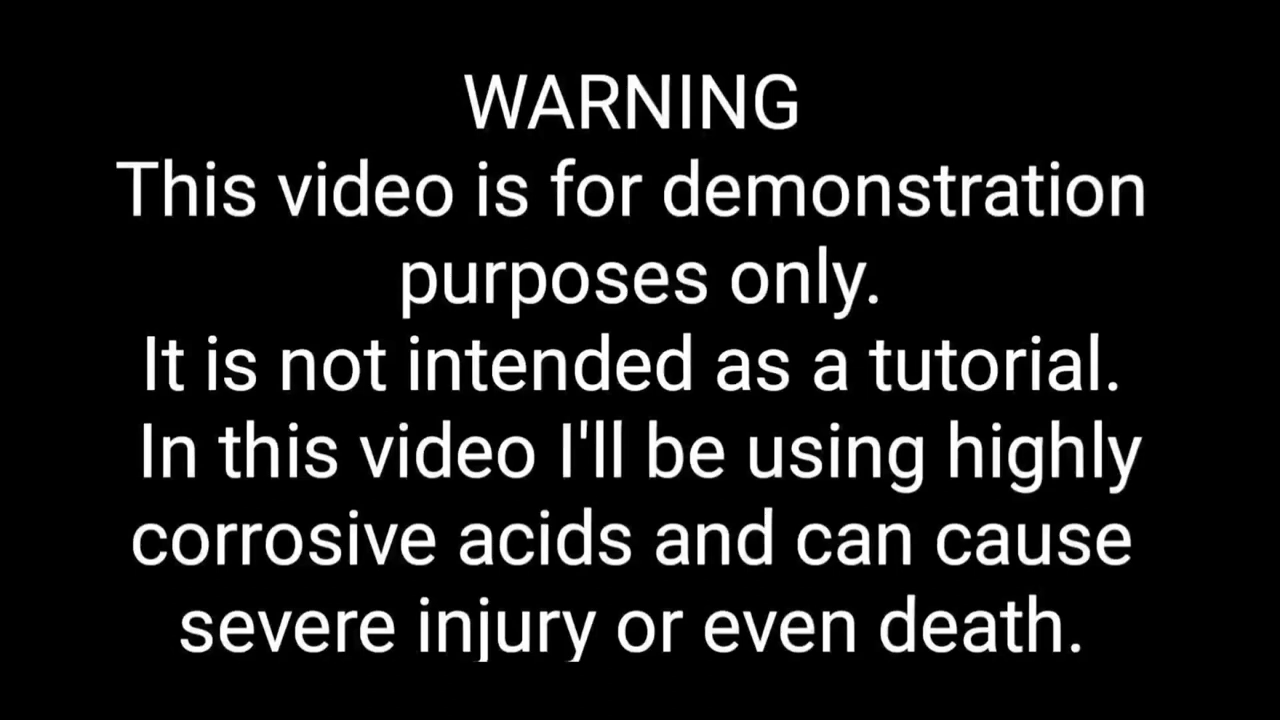 WARNING
This video is for demonstration
purposes only.
It is not intended as a tutorial.
In this video I'll be using highly
corrosive acids and can cause
severe injury or even death.